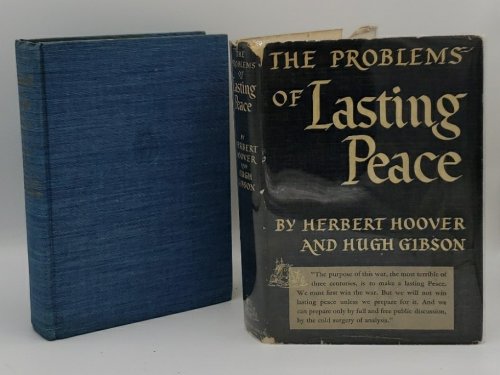 THE PROBLEMS
OF Lasting
Peace
BY HERBERT HOOVER
AND HUGH GIBSON
"The purpose of this war, the most terrible of
three centuries, is to make a lasting Peace.
We must first win the war. But we will not win
lasting peace unless we prepare for it. And we
can prepare only by full and free public discussion,
by the cold surgery of analysis."
THE
PROBLEMS
OF
Lasting
Peace
BY
HERBERT
HOOVER
AND
HUGH
GIBSON